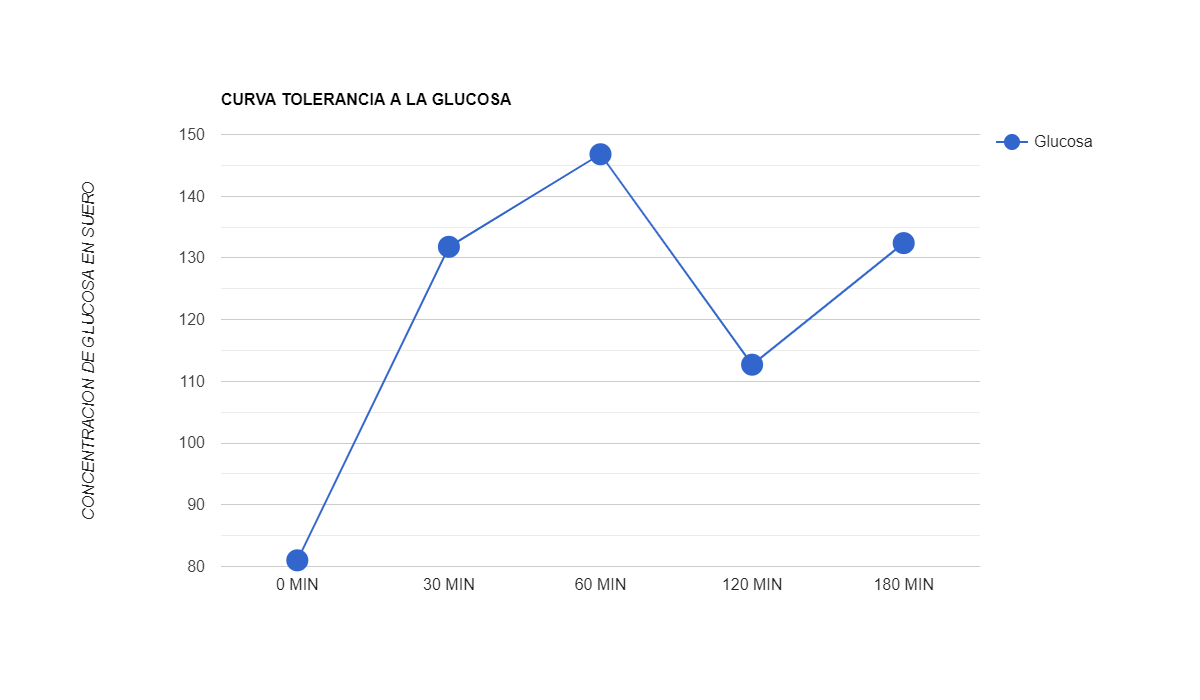 CURVA TOLERANCIA A LA GLUCOSA
CONCENTRACION DE GLUCOSA EN SUERO
150
140
130
120
110
100
90
80
0 MIN
30 MIN
60 MIN
120 MIN
180 MIN
Glucosa